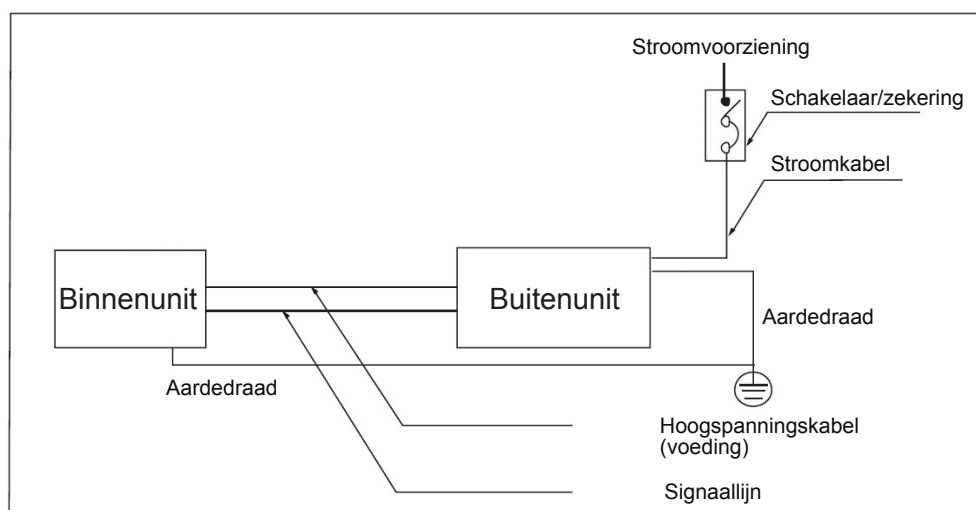 Stroomvoorziening
Schakelaar/zekering
Stroomkabel
Binnenunit
Buitenunit
Aardedraad
Aardedraad
Hoogspanningskabel
(voeding)
Signaallijn